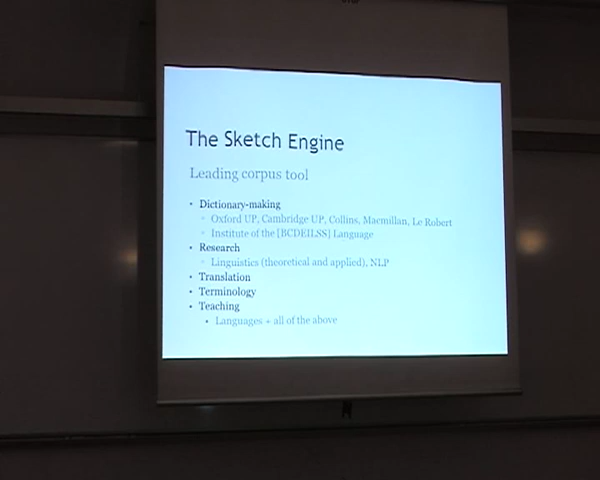 The Sketch Engine
Leading corpus tool
• Dictionary-making
Oxford UP, Cambridge UP, Collins, Macmillan, Le Robert
Institute of the [BCDEILSS] Language
• Research
Linguistics (theoretical and applied), NLP
• Translation
• Terminology
• Teaching
• Languages + all of the above